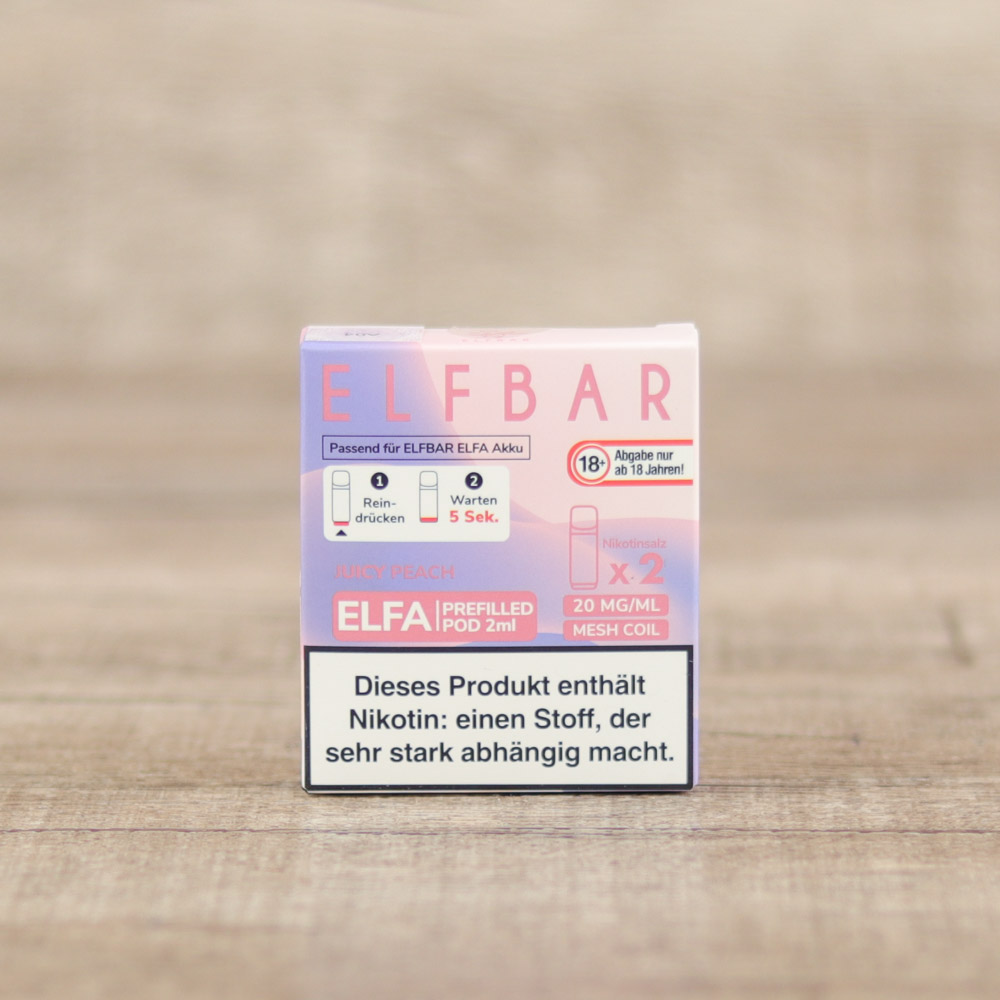 ELFBAR
Passend für ELFBAR ELFA Akku
18+
Abgabe nur
ab 18 Jahren!
1
Rein-
drücken
2
Warten
5 Sek.
Nikotinsalz
x 2
JUICY PEACH
ELFA
PREFILLED
POD 2ml
20 MG/ML
MESH COIL
Dieses Produkt enthält
Nikotin: einen Stoff, der
sehr stark abhängig macht.